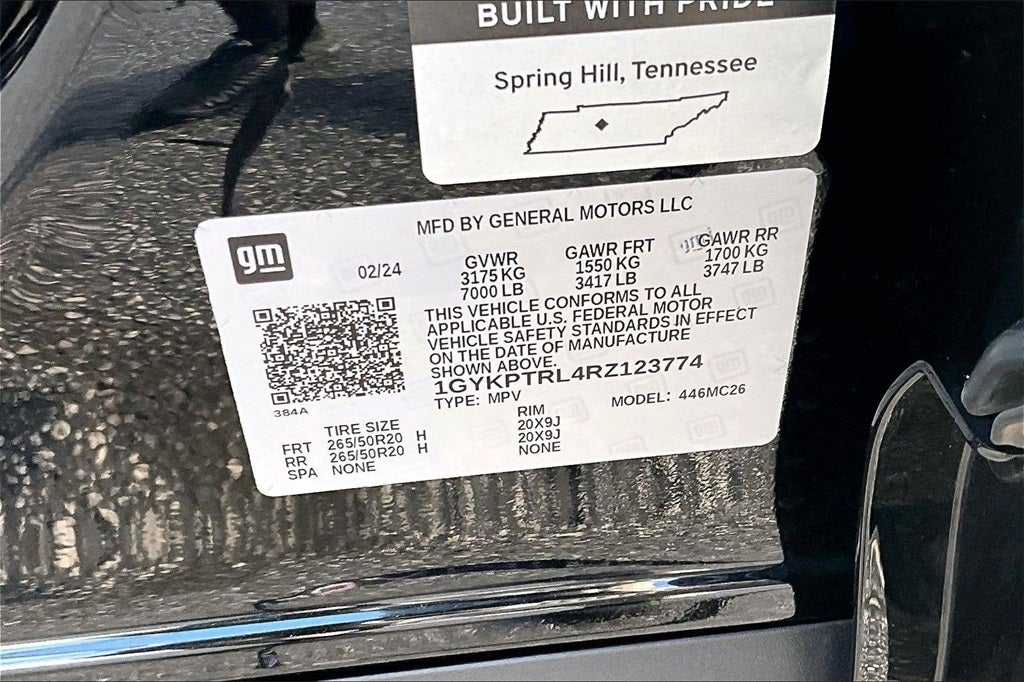 BUILT WITH PRIDE
Spring Hill, Tennessee
MFD BY GENERAL MOTORS LLC
gm
02/24
GVWR GAWR FRT GAWR RR
3175 KG 1550 KG 1700 KG
7000 LB 3417 LB 3747 LB
THIS VEHICLE CONFORMS TO ALL
APPLICABLE U.S. FEDERAL MOTOR
VEHICLE SAFETY STANDARDS IN EFFECT
ON THE DATE OF MANUFACTURE
SHOWN ABOVE.
1GYKPTRL4RZ123774
TYPE: MPV MODEL: 446MC26
384A
TIRE SIZE RIM
FRT 265/50R20 H 20X9J
RR 265/50R20 H 20X9J
SPA NONE NONE